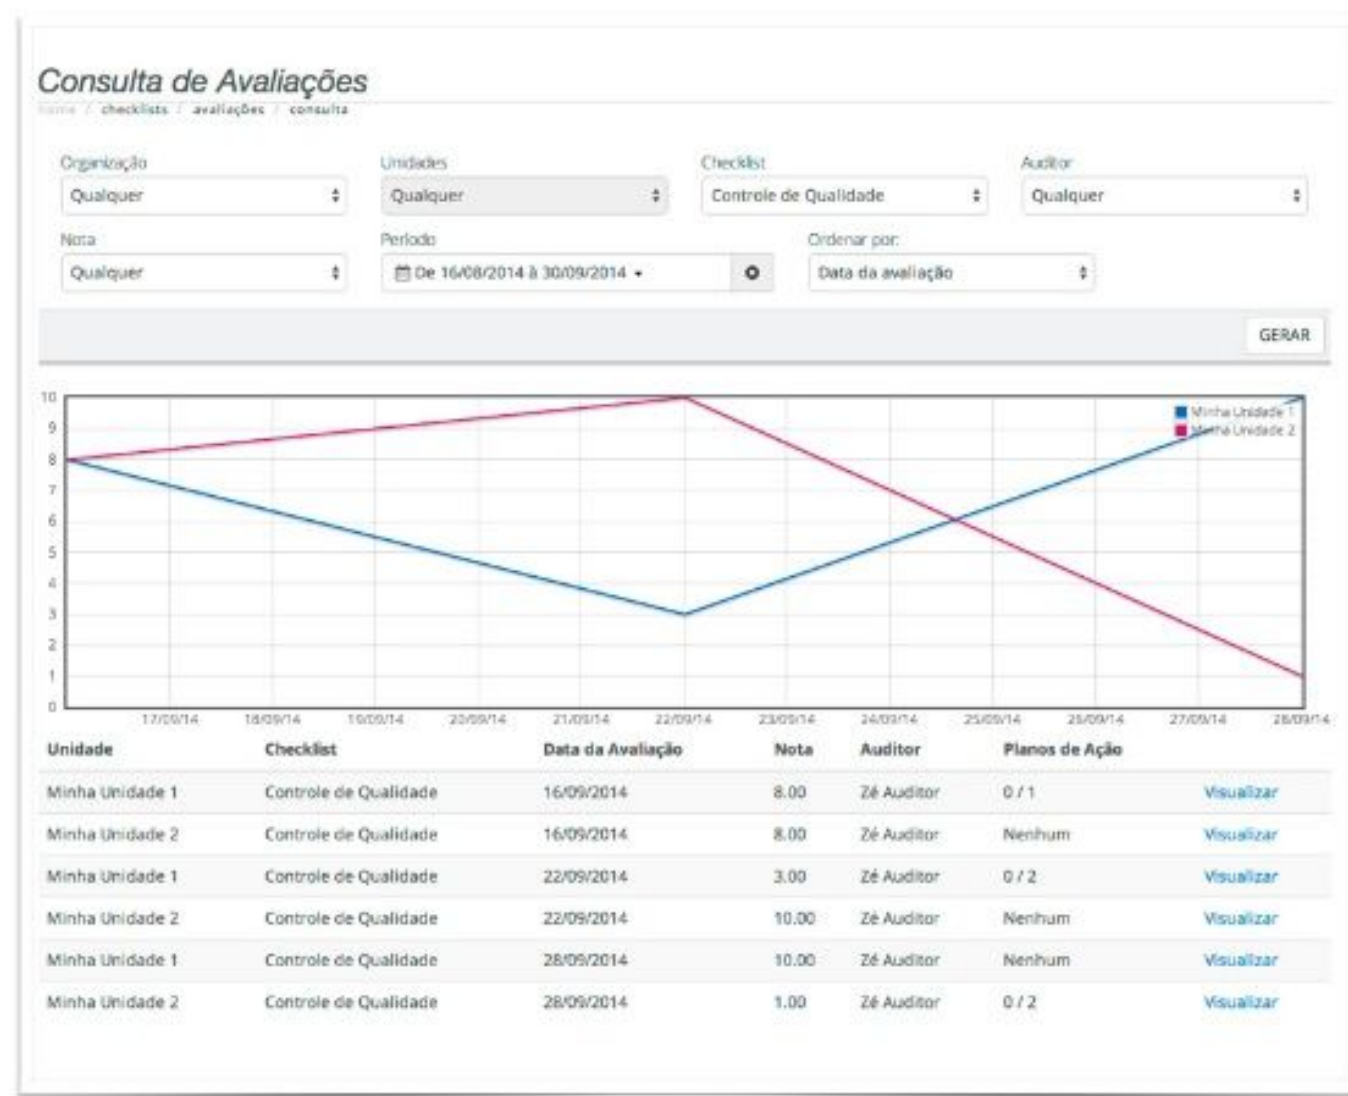 Consulta de Avaliações
home / checklists / avaliações / consulta
Organização Unidades Checklist Auditor
Qualquer Qualquer Controle de Qualidade Qualquer
Nota Período Ordenar por:
Qualquer De 16/08/2014 à 30/09/2014 Data da avaliação
GERAR
10
9
8
7
6
5
4
3
2
1
0
Minha Unidade 1
Minha Unidade 2
17/09/14 18/09/14 19/09/14 20/09/14 21/09/14 22/09/14 23/09/14 24/09/14 25/09/14 26/09/14 27/09/14 28/09/14
Unidade Checklist Data da Avaliação Nota Auditor Planos de Ação
Minha Unidade 1 Controle de Qualidade 16/09/2014 8.00 Zé Auditor 0 / 1 Visualizar
Minha Unidade 2 Controle de Qualidade 16/09/2014 8.00 Zé Auditor Nenhum Visualizar
Minha Unidade 1 Controle de Qualidade 22/09/2014 3.00 Zé Auditor 0 / 2 Visualizar
Minha Unidade 2 Controle de Qualidade 22/09/2014 10.00 Zé Auditor Nenhum Visualizar
Minha Unidade 1 Controle de Qualidade 28/09/2014 10.00 Zé Auditor Nenhum Visualizar
Minha Unidade 2 Controle de Qualidade 28/09/2014 1.00 Zé Auditor 0 / 2 Visualizar